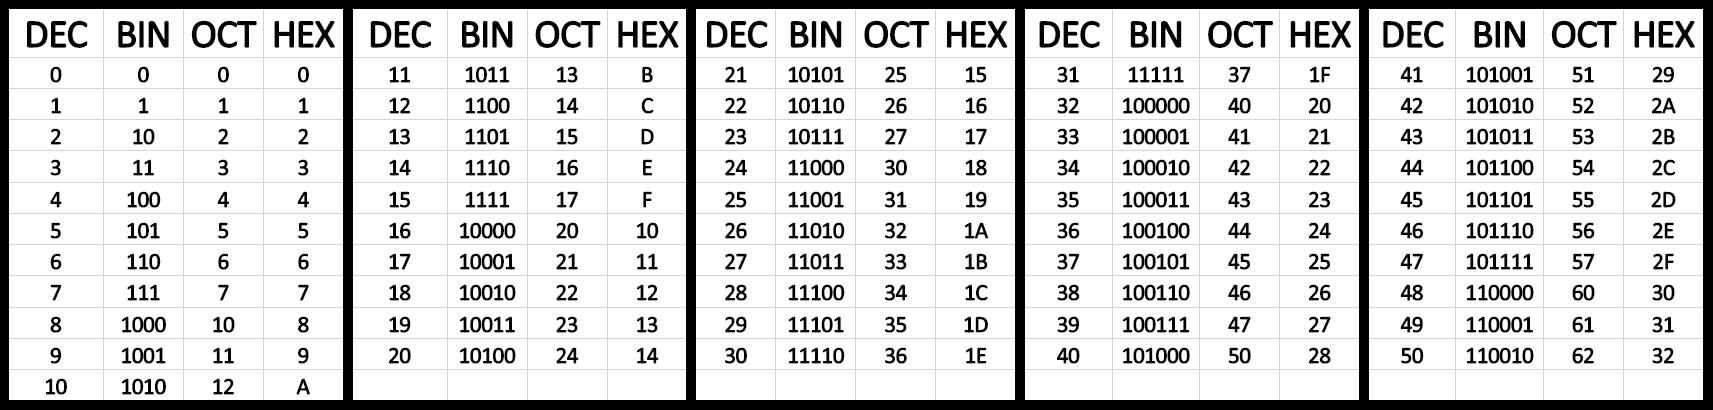 DEC BIN OCT HEX DEC BIN OCT HEX DEC BIN OCT HEX DEC BIN OCT HEX DEC BIN OCT HEX
0 0 0 0 11 1011 13 B 21 10101 25 15 31 11111 37 1F 41 101001 51 29
1 1 1 1 12 1100 14 C 22 10110 26 16 32 100000 40 20 42 101010 52 2A
2 10 2 2 13 1101 15 D 23 10111 27 17 33 100001 41 21 43 101011 53 2B
3 11 3 3 14 1110 16 E 24 11000 30 18 34 100010 42 22 44 101100 54 2C
4 100 4 4 15 1111 17 F 25 11001 31 19 35 100011 43 23 45 101101 55 2D
5 101 5 5 16 10000 20 10 26 11010 32 1A 36 100100 44 24 46 101110 56 2E
6 110 6 6 17 10001 21 11 27 11011 33 1B 37 100101 45 25 47 101111 57 2F
7 111 7 7 18 10010 22 12 28 11100 34 1C 38 100110 46 26 48 110000 60 30
8 1000 10 8 19 10011 23 13 29 11101 35 1D 39 100111 47 27 49 110001 61 31
9 1001 11 9 20 10100 24 14 30 11110 36 1E 40 101000 50 28 50 110010 62 32
10 1010 12 A